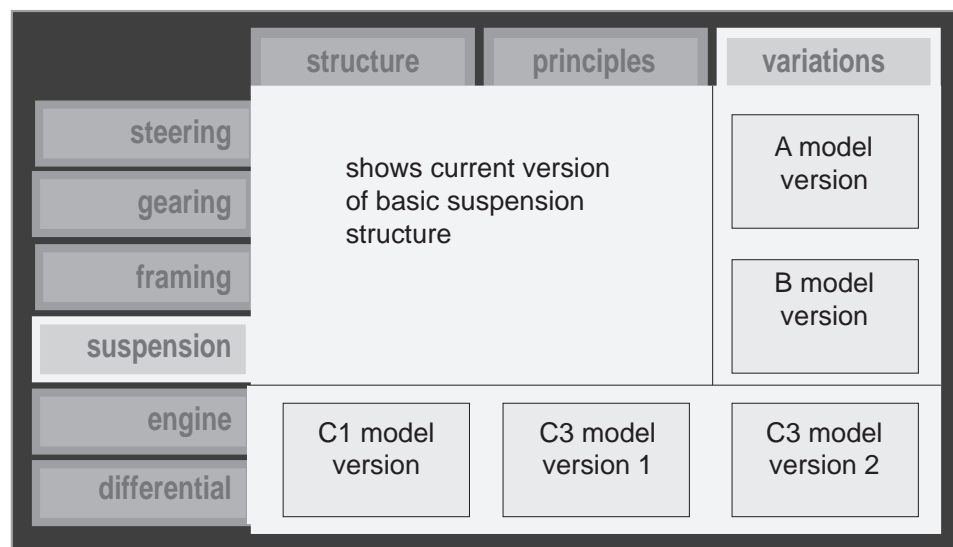 structure principles variations
steering
gearing
framing
suspension
engine
differential
shows current version
of basic suspension
structure
A model
version
B model
version
C1 model
version
C3 model
version 1
C3 model
version 2